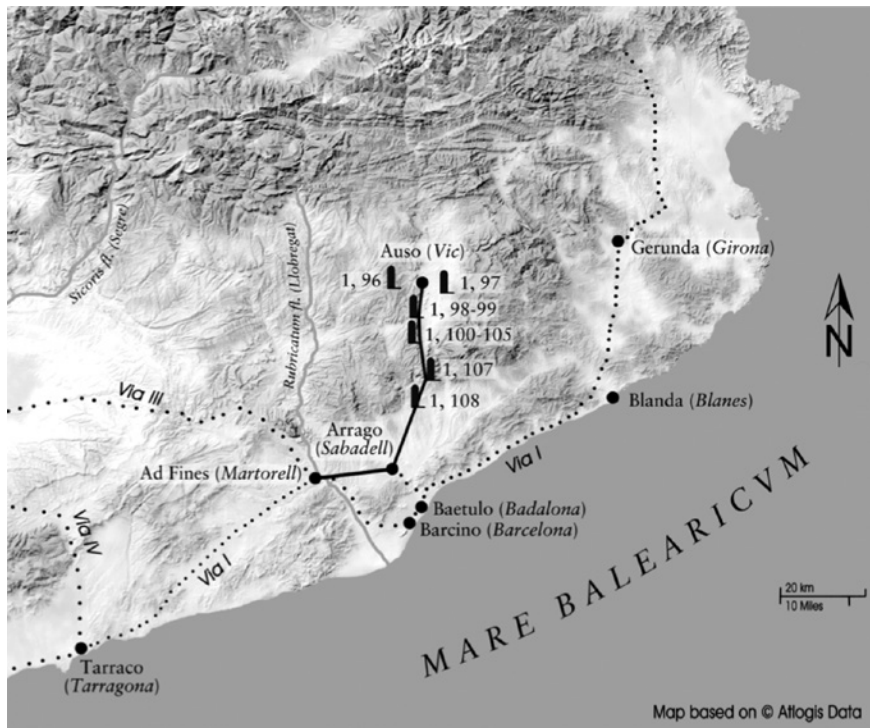 Sicoris fl. (Segre)
Rubricatum fl. (Llobregat)
Auso (Vic)
1, 96
1, 97
1, 98-99
1, 100-105
1, 107
1, 108
Gerunda (Girona)
N
Via III
Blanda (Blanes)
Arrago
(Sabadell)
Via I
Ad Fines (Martorell)
Baetulo (Badalona)
Barcino (Barcelona)
Via IV
Via I
MARE BALEARICVM
20 km
10 Miles
Tarraco
(Tarragona)
Map based on © Atlogis Data